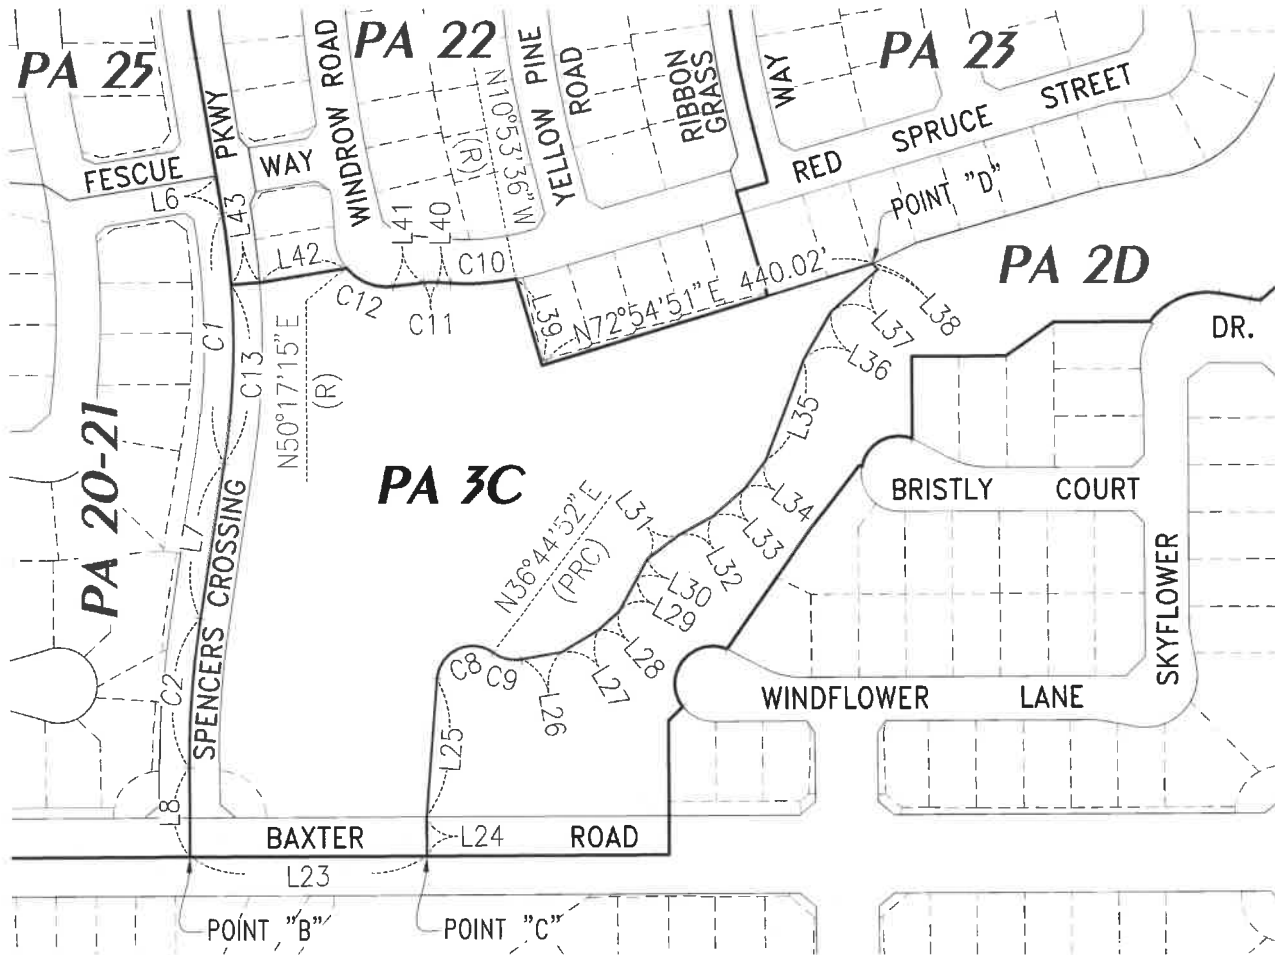 PA 25
PA 22
PA 23
PKWY
WINDROW ROAD
YELLOW PINE
ROAD
RIBBON
GRASS
WAY
RED SPRUCE STREET
FESCUE
WAY
N10°53'36"W
(R)
POINT "D"
L6
L43
L42
L41
L40
C10
C12
C11
L39
N72°54'51"E 440.02'
PA 2D
L38
L37
L36
DR.
C1
C13
N50°17'15"E
(R)
L35
PA 20-21
PA 3C
BRISTLY COURT
L34
L33
L32
L31
N36°44'52"E
(PRC)
L7
SPENCERS CROSSING
L30
L29
L28
L27
L26
C8
C9
SKYFLOWER
C2
WINDFLOWER LANE
L25
L8
BAXTER ROAD
L24
L23
POINT "B"
POINT "C"